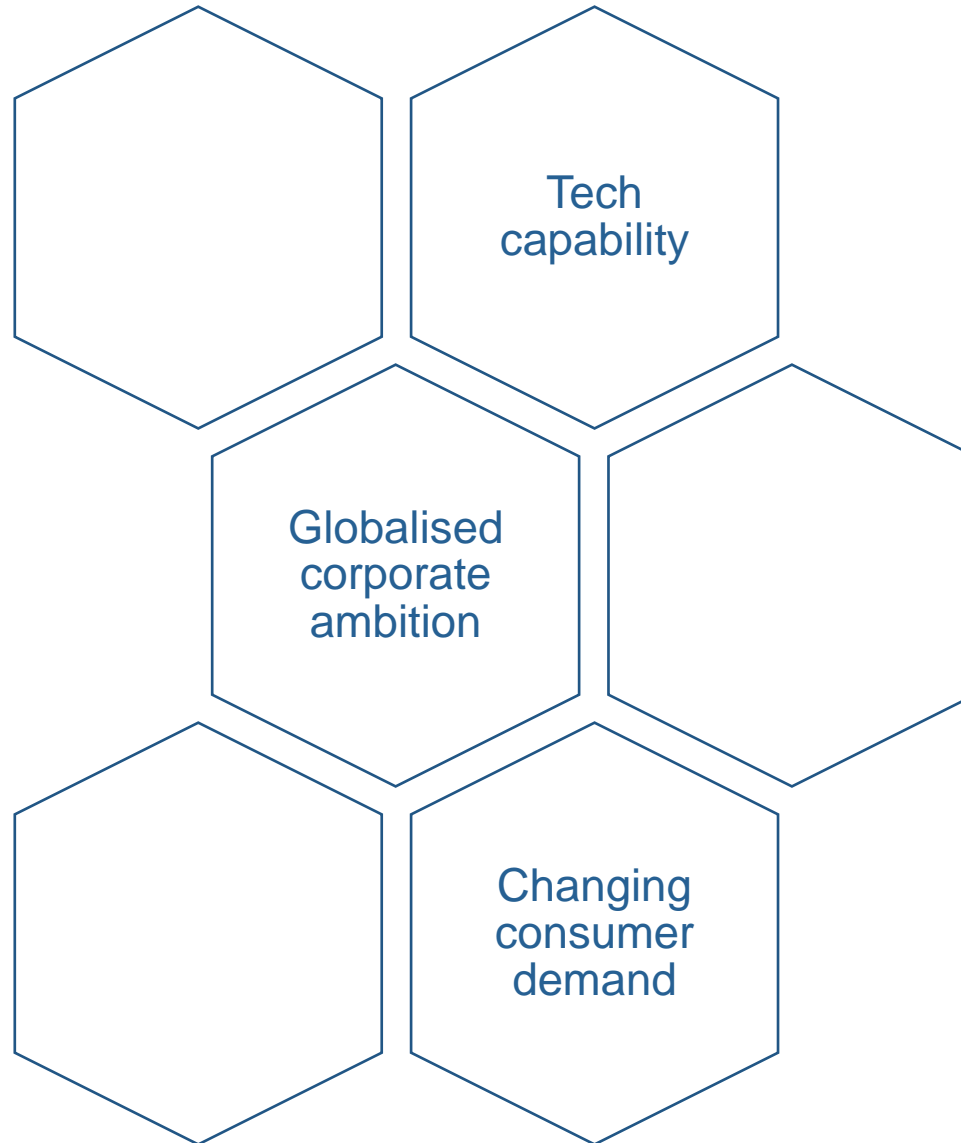 Tech
capability
Globalised
corporate
ambition
Changing
consumer
demand